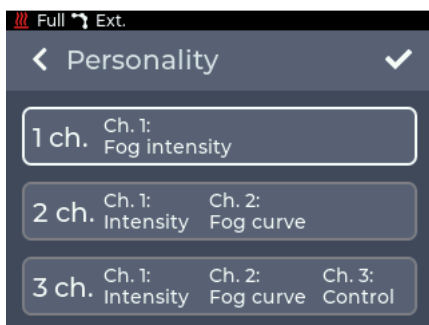 Full Ext.
Personality
1 ch. Ch. 1:
Fog intensity
2 ch. Ch. 1: Ch. 2:
Intensity Fog curve
3 ch. Ch. 1: Ch. 2: Ch. 3:
Intensity Fog curve Control